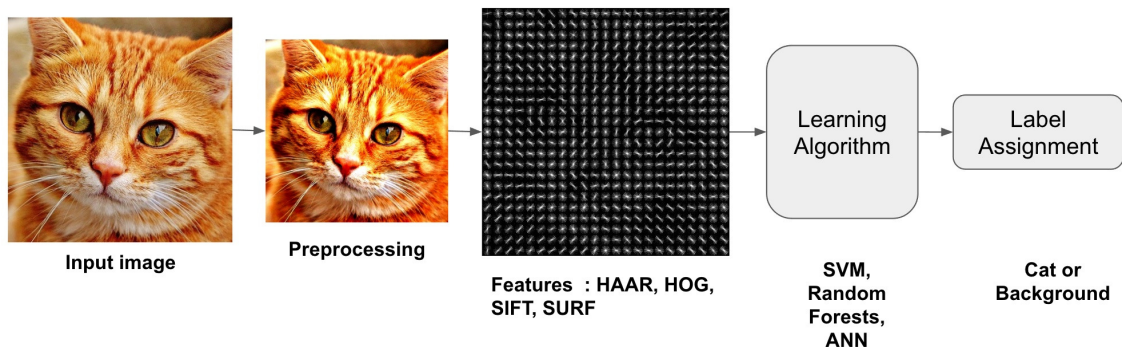 Input image
Preprocessing
Features : HAAR, HOG,
SIFT, SURF
Learning
Algorithm
SVM,
Random
Forests,
ANN
Label
Assignment
Cat or
Background